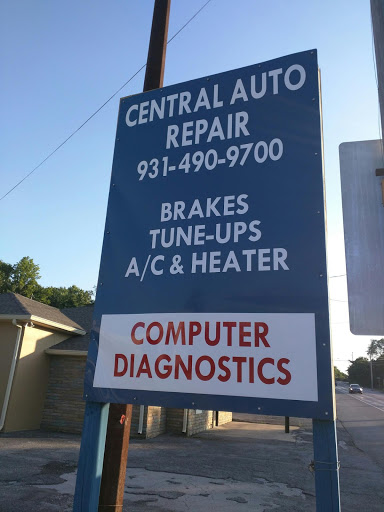 CENTRAL AUTO
REPAIR
931-490-9700
BRAKES
TUNE-UPS
A/C & HEATER
COMPUTER
DIAGNOSTICS